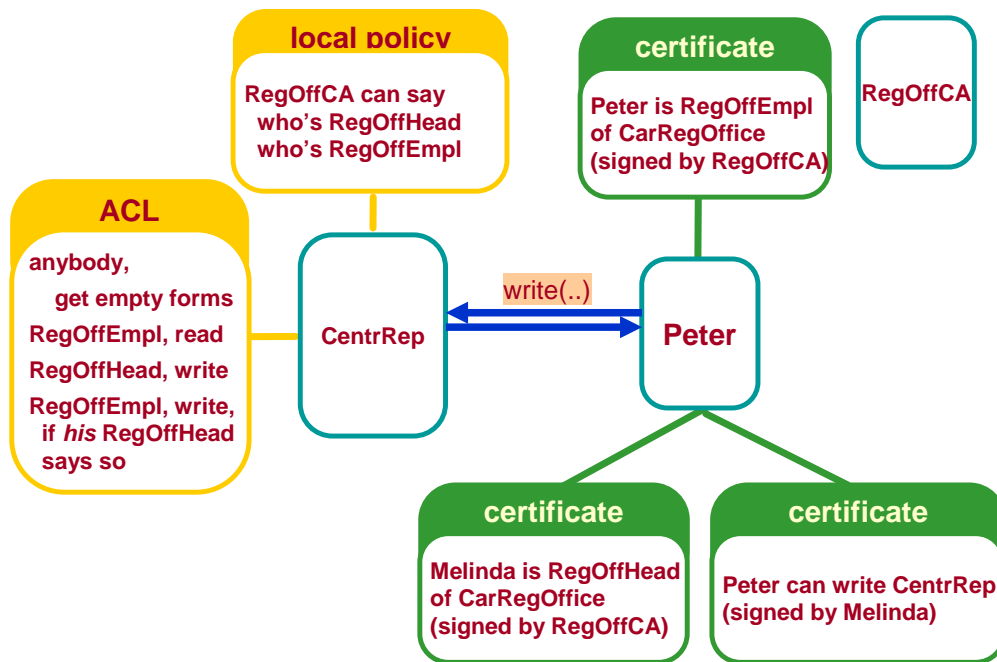 local policy
RegOffCA can say
who's RegOffHead
who's RegOffEmpl
certificate
Peter is RegOffEmpl
of CarRegOffice
(signed by RegOffCA)
RegOffCA
ACL
anybody,
get empty forms
RegOffEmpl, read
RegOffHead, write
RegOffEmpl, write,
if his RegOffHead
says so
CentrRep
write(..)
Peter
certificate
Melinda is RegOffHead
of CarRegOffice
(signed by RegOffCA)
certificate
Peter can write CentrRep
(signed by Melinda)